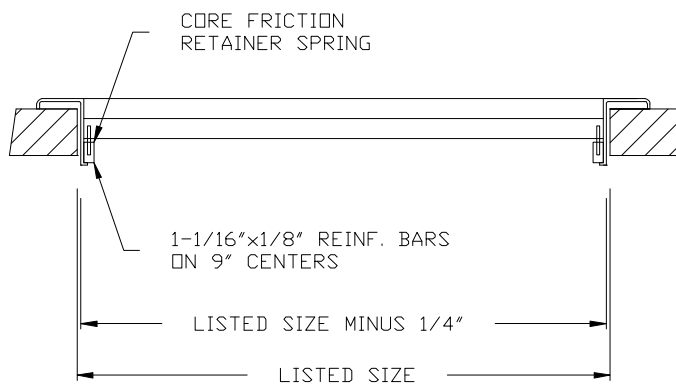 CORE FRICTION
RETAINER SPRING
1-1/16"x1/8" REINF. BARS
ON 9" CENTERS
LISTED SIZE MINUS 1/4"
LISTED SIZE